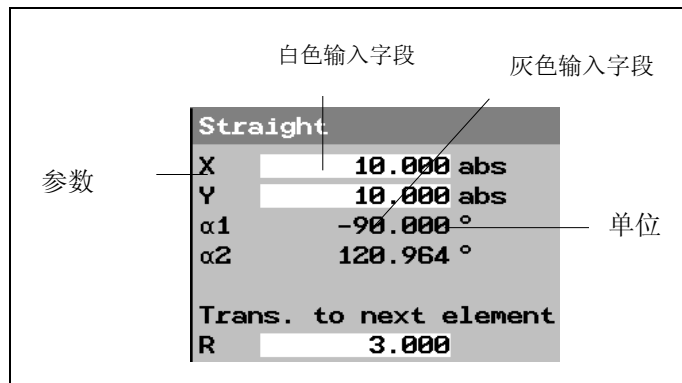 白色输入字段
灰色输入字段
Straight
参数
X 10.000 abs
Y 10.000 abs
α1 -90.000 °
单位
α2 120.964 °
Trans. to next element
R 3.000